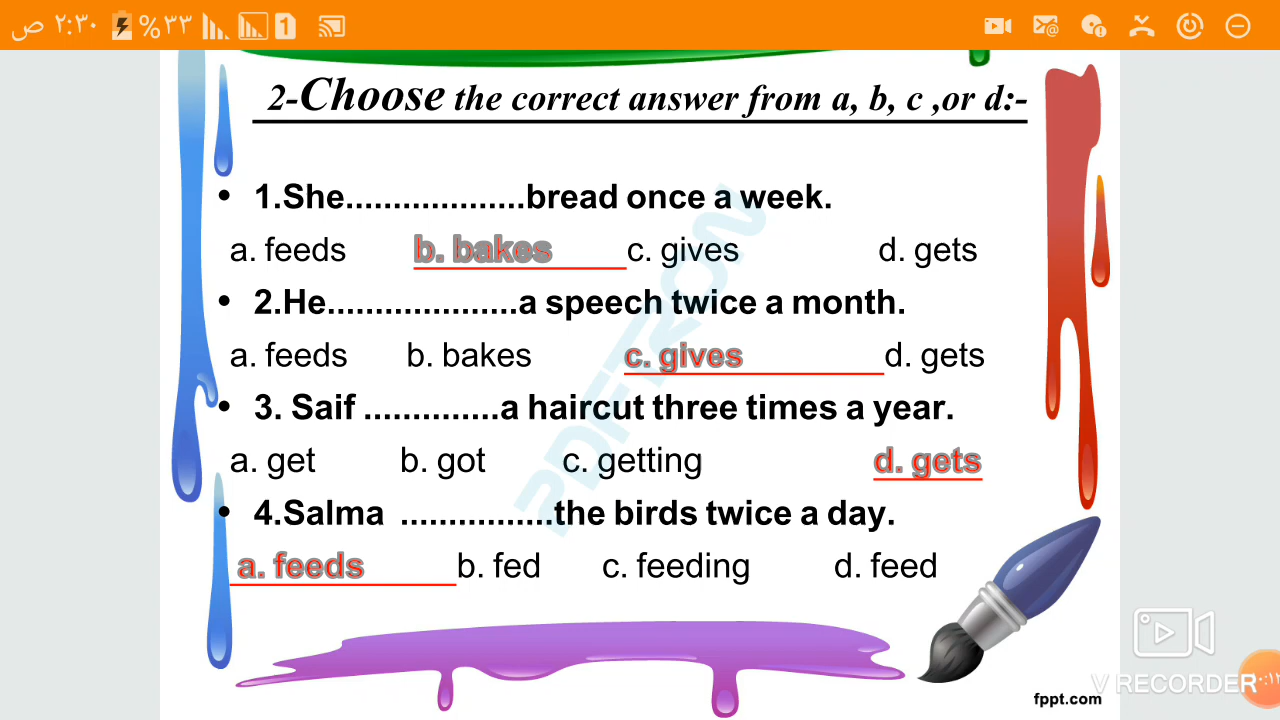 ص ٢:٣٠ %٣٣ 1
2-Choose the correct answer from a, b, c ,or d:-
• 1.She...................bread once a week.
a. feeds b. bakes c. gives d. gets
• 2.He....................a speech twice a month.
a. feeds b. bakes c. gives d. gets
• 3. Saif ..............a haircut three times a year.
a. get b. got c. getting d. gets
• 4.Salma ................the birds twice a day.
a. feeds b. fed c. feeding d. feed
PDFTRON
V RECORDER
fppt.com